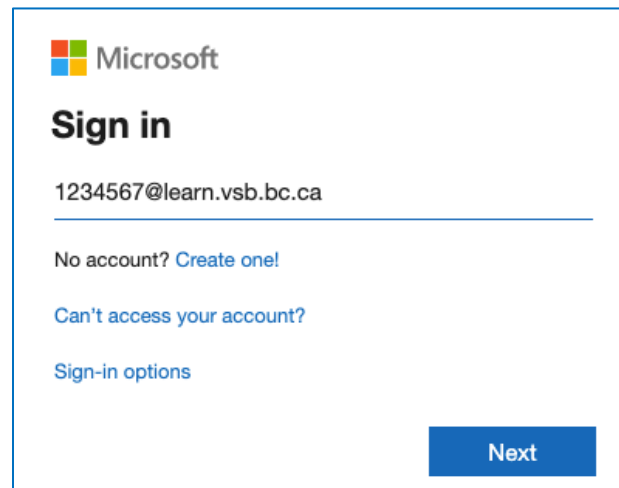 Microsoft
Sign in
1234567@learn.vsb.bc.ca
No account? Create one!
Can't access your account?
Sign-in options
Next